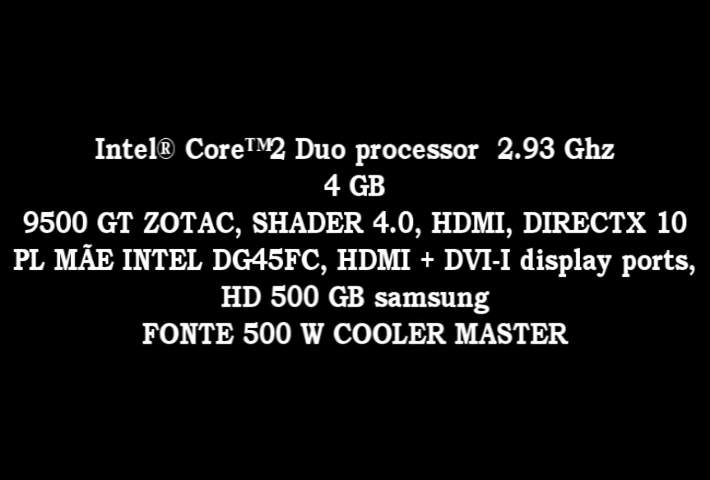 Intel® Core™2 Duo processor  2.93 Ghz
4 GB
9500 GT ZOTAC, SHADER 4.0, HDMI, DIRECTX 10
PL MÃE INTEL DG45FC, HDMI + DVI-I display ports,
HD 500 GB samsung
FONTE 500 W COOLER MASTER